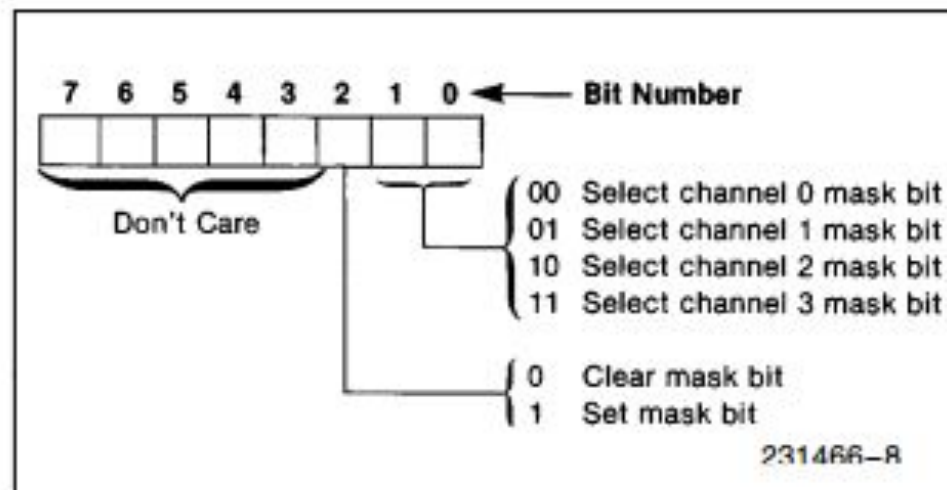 7 6 5 4 3 2 1 0 Bit Number
Don't Care
00 Select channel 0 mask bit
01 Select channel 1 mask bit
10 Select channel 2 mask bit
11 Select channel 3 mask bit
0 Clear mask bit
1 Set mask bit
231466–8